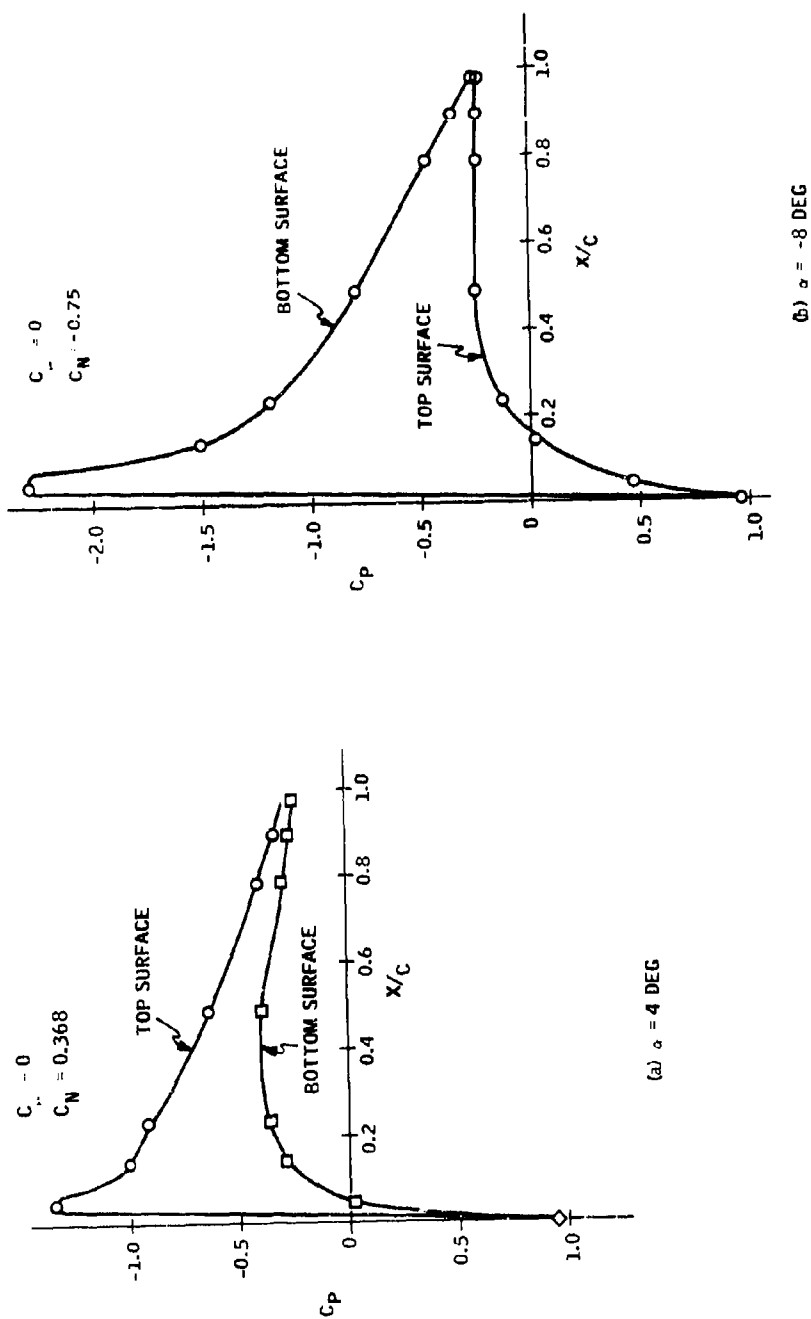 C = 0
C_N = 0.368
TOP SURFACE
BOTTOM SURFACE
-1.0
-0.5
0
0.5
1.0
C_P
0.2
0.4
0.6
0.8
1.0
X/C
(a) α = 4 DEG
C = 0
C_N = -0.75
BOTTOM SURFACE
TOP SURFACE
-2.0
-1.5
-1.0
-0.5
0
0.5
1.0
C_P
0.2
0.4
0.6
0.8
1.0
X/C
(b) α = -8 DEG